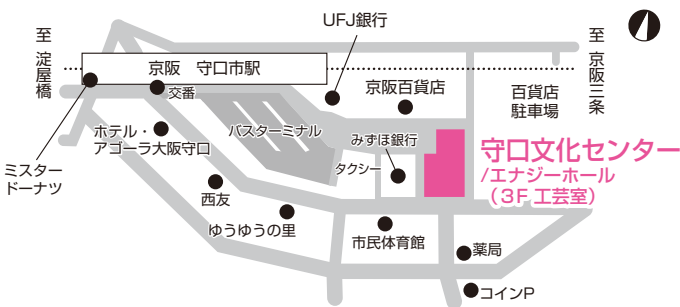 UFJ銀行
至 淀屋橋
京阪 守口市駅
至 京阪三条
交番
京阪百貨店
百貨店
駐車場
ホテル・
アゴーラ大阪守口
バスターミナル
みずほ銀行
タクシー
守口文化センター
/エナジーホール
(3F 工芸室)
ミスター
ドーナツ
西友
ゆうゆうの里
市民体育館
薬局
コインP